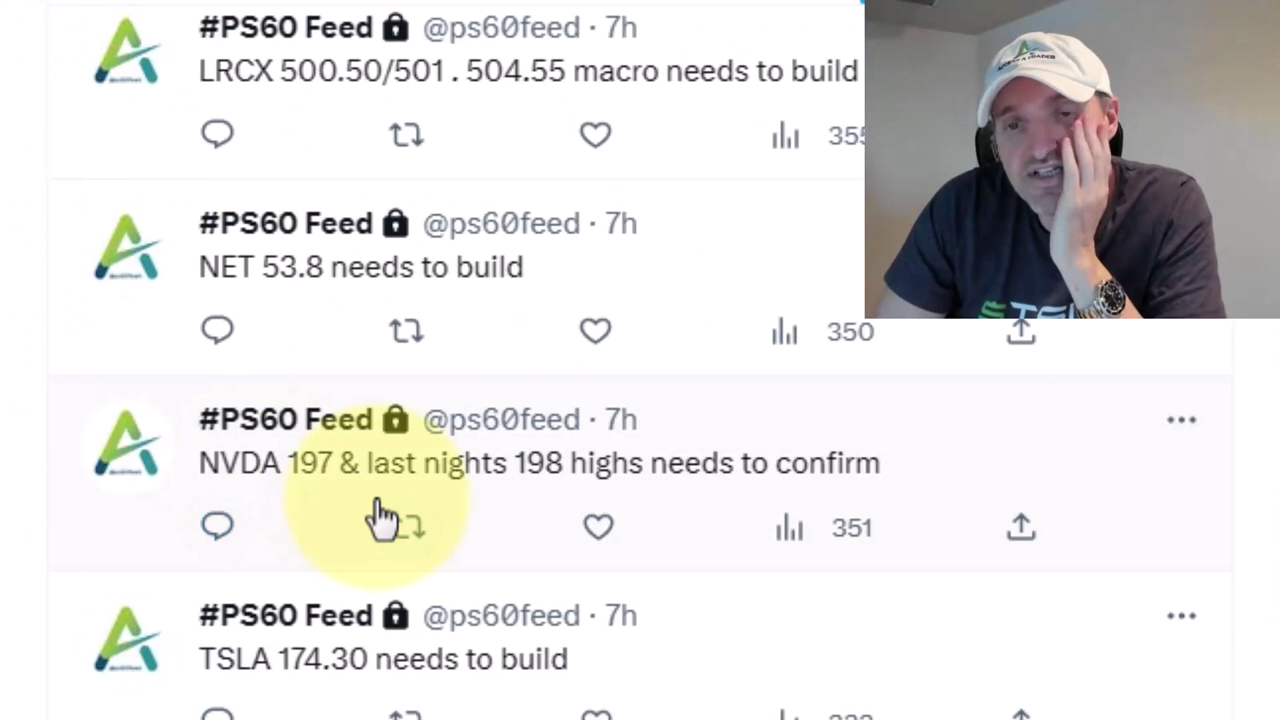 #PS60 Feed @ps60feed · 7h
LRCX 500.50/501 . 504.55 macro needs to build
#PS60 Feed @ps60feed · 7h
NET 53.8 needs to build
350
#PS60 Feed @ps60feed · 7h
NVDA 197 & last nights 198 highs needs to confirm
351
#PS60 Feed @ps60feed · 7h
TSLA 174.30 needs to build